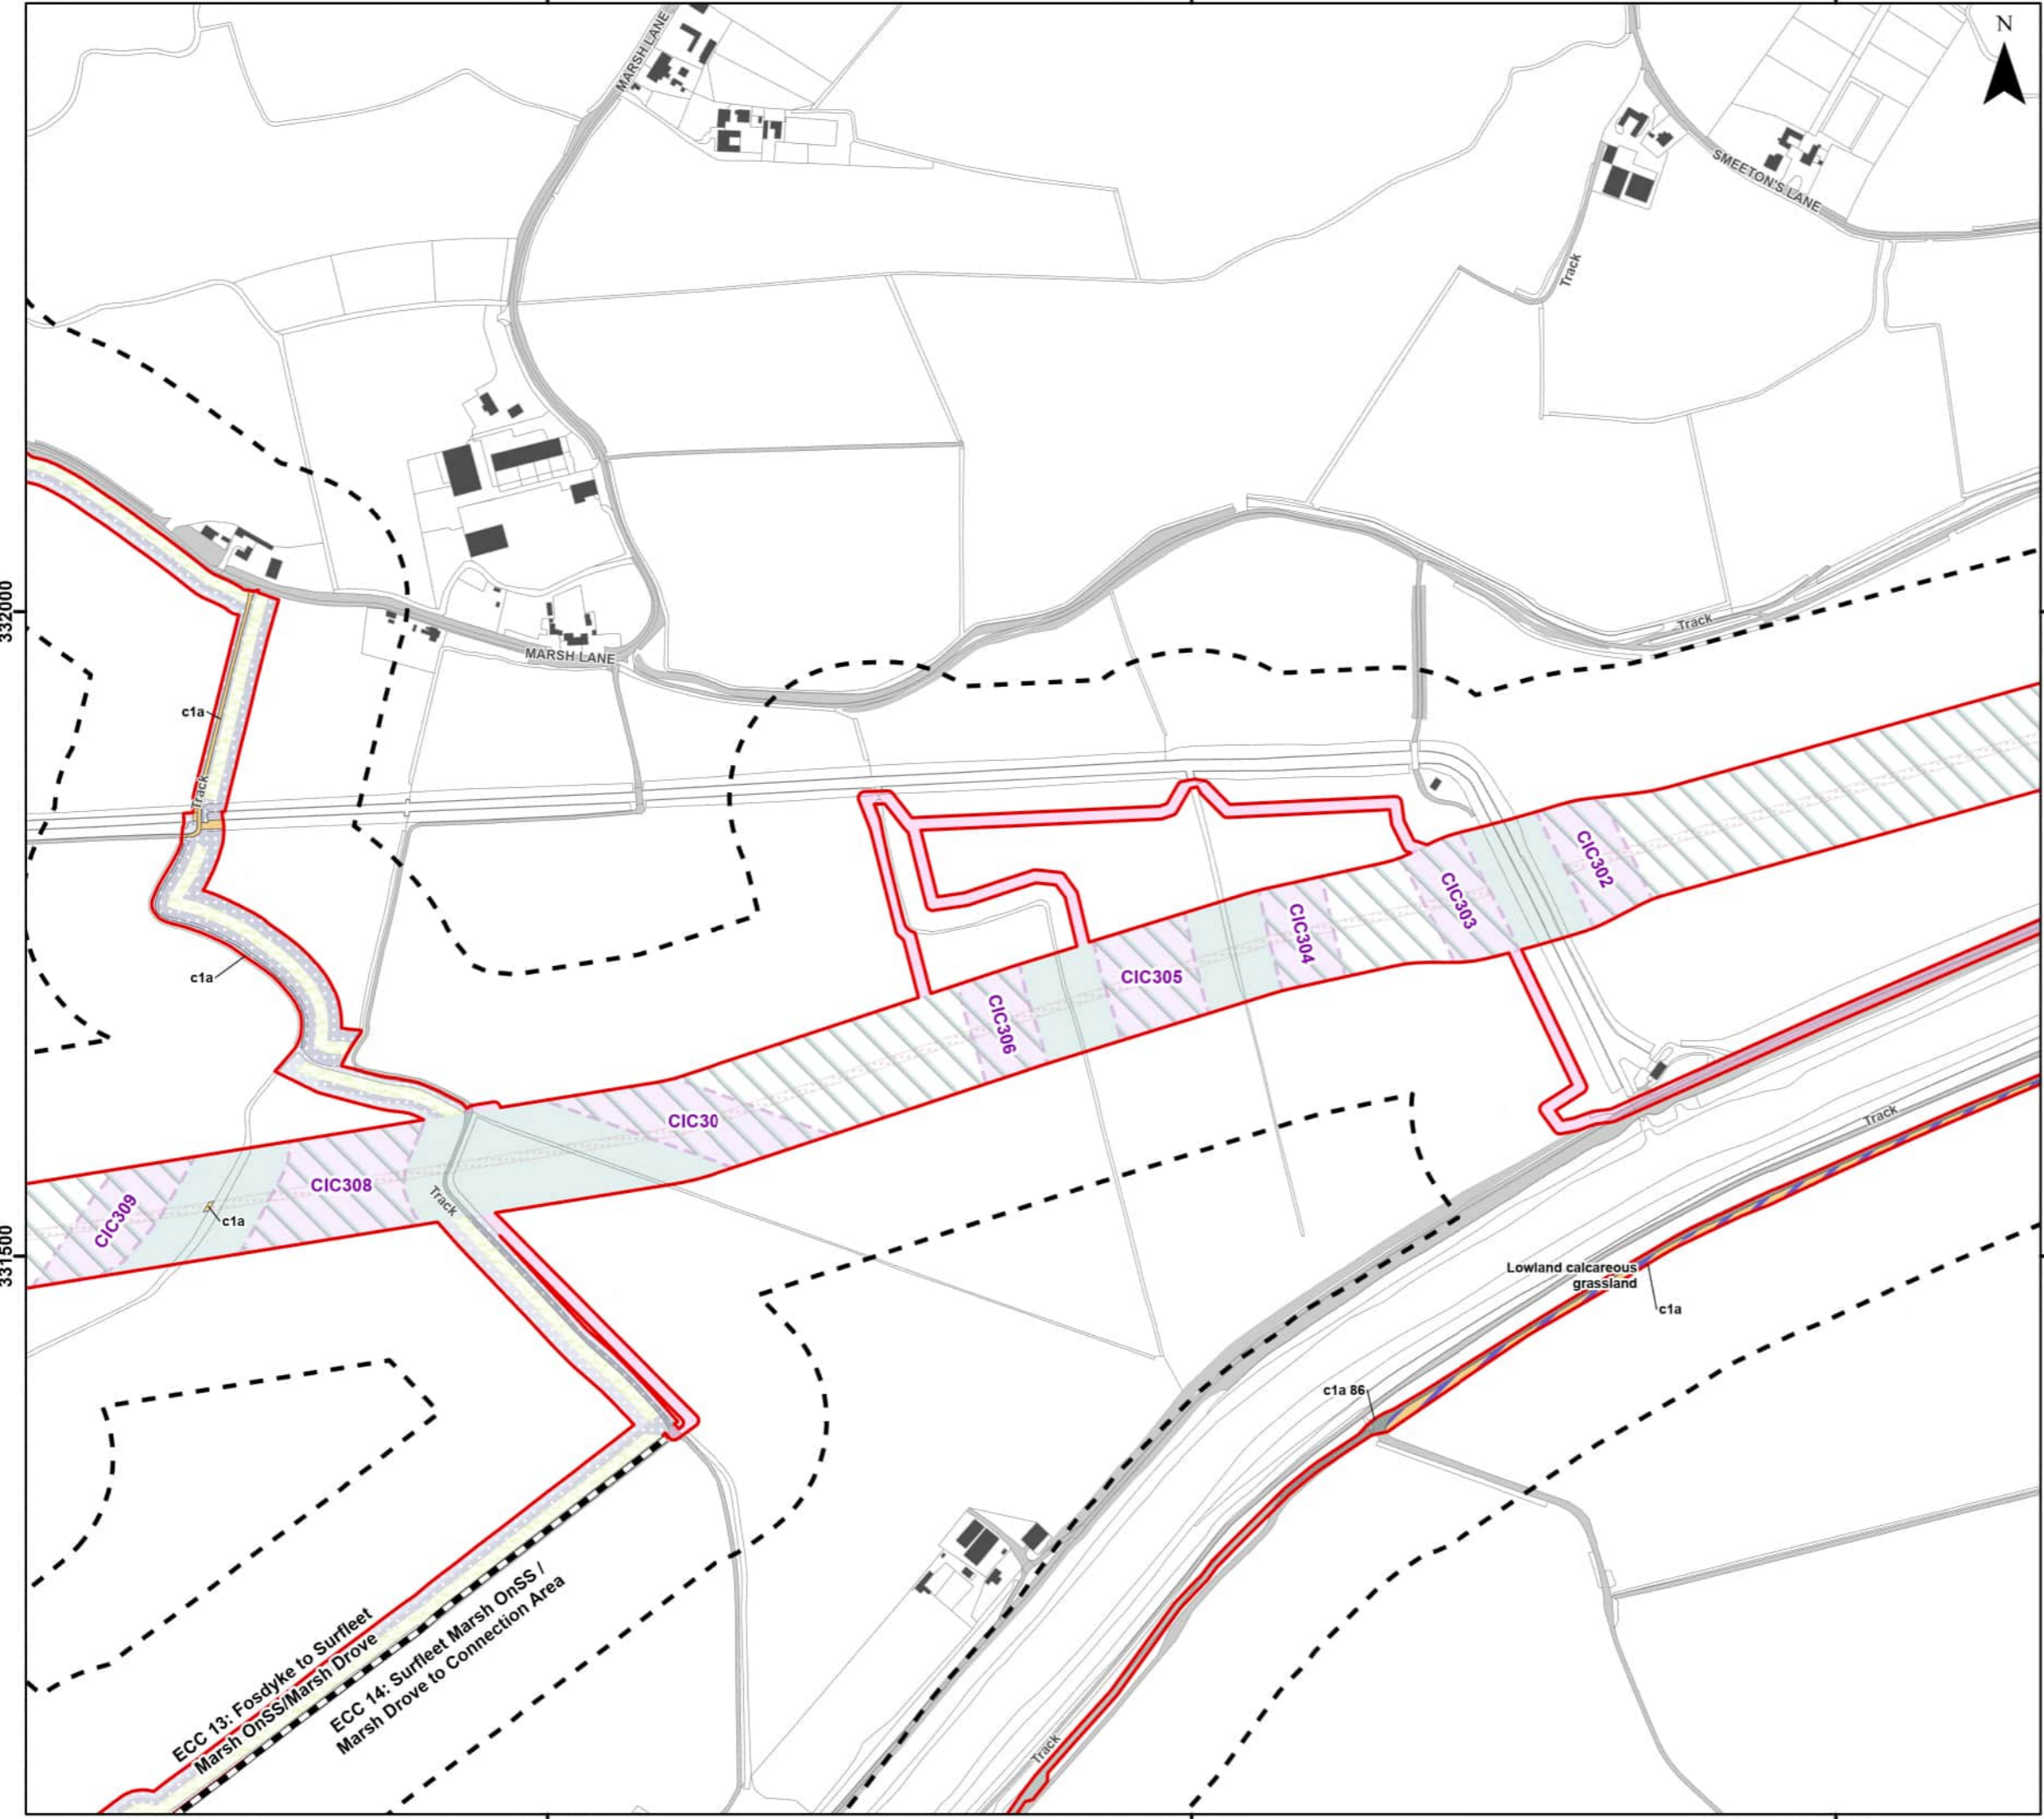 N
MARSH LANE
SMEETON'S LANE
Track
332000
MARSH LANE
Track
c1a
Track
CIC302
CIC303
CIC304
CIC305
c1a
CIC306
CIC30
Track
CIC308
Track
CIC309
c1a
331500
Lowland calcareous
grassland
c1a
c1a 86
ECC 13: Fosdyke to Surfleet
Marsh OnSS/Marsh Drove
ECC 14: Surfleet Marsh OnSS /
Marsh Drove to Connection Area
Track